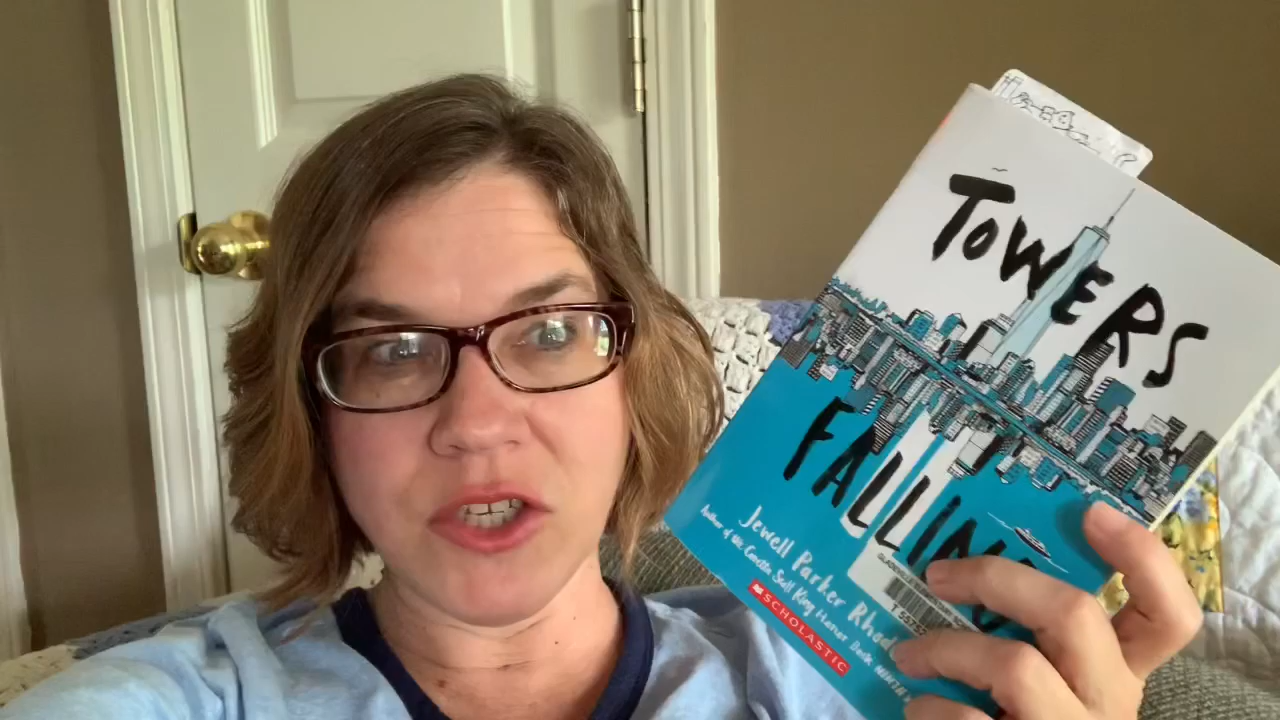 TOWERS
FALLING
Jewell Parker Rhodes
Author of the Coretta Scott King Honor Book
SCHOLASTIC